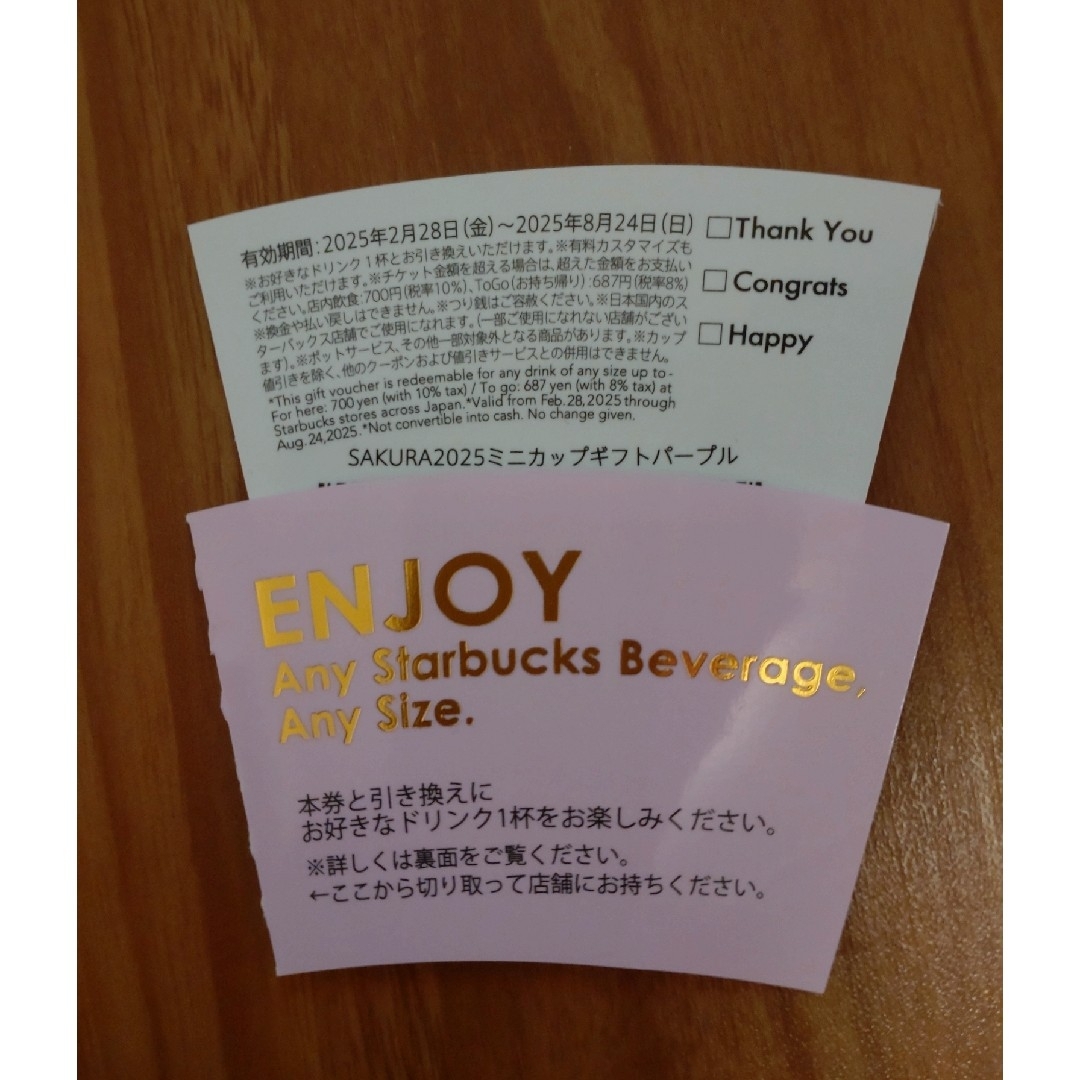 有効期間：2025年2月28日（金）～2025年8月24日（日）
※お好きなドリンク1杯とお引き換えいただけます。※有料カスタマイズも
ご利用いただけます。※チケット金額を超える場合は、超えた金額をお支払い
ください。店内飲食：700円（税率10%）、ToGo（お持ち帰り）：687円（税率8%）
※換金や払い戻しはできません。※つり銭はご容赦ください。※日本国内のス
ターバックス店舗でご使用になれます。（一部ご使用になれない店舗がござい
ます）。※ポットサービス、その他一部対象外となる商品があります。※カップ
値引きを除く、他のクーポンおよび値引きサービスとの併用はできません。
*This gift voucher is redeemable for any drink of any size up to -
For here: 700 yen (with 10% tax) / To go: 687 yen (with 8% tax) at
Starbucks stores across Japan.*Valid from Feb.28,2025 through
Aug.24,2025.*Not convertible into cash. No change given.
□Thank You
□Congrats
□Happy
SAKURA2025ミニカップギフトパープル
ENJOY
Any Starbucks Beverage,
Any Size.
本券と引き換えに
お好きなドリンク1杯をお楽しみください。
※詳しくは裏面をご覧ください。
←ここから切り取って店舗にお持ちください。